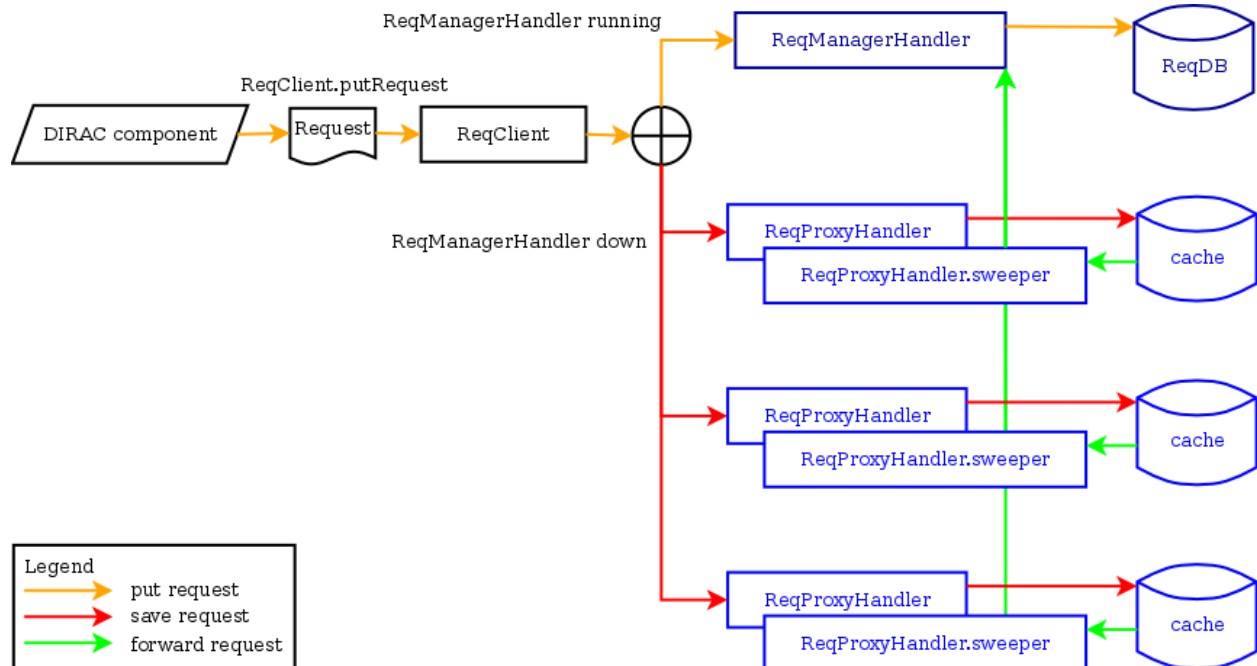 ReqManagerHandler running
ReqManagerHandler
ReqDB
ReqClient.putRequest
DIRAC component
Request
ReqClient
ReqManagerHandler down
ReqProxyHandler
ReqProxyHandler.sweeper
cache
ReqProxyHandler
ReqProxyHandler.sweeper
cache
ReqProxyHandler
ReqProxyHandler.sweeper
cache
Legend
put request
save request
forward request